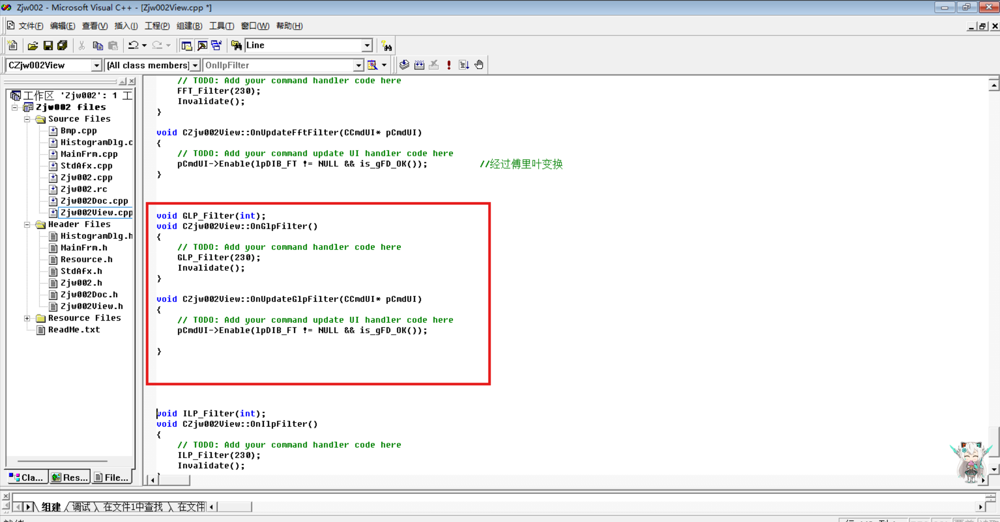 Zjw002 - Microsoft Visual C++ - [Zjw002View.cpp *]
文件(F) 编辑(E) 查看(V) 插入(I) 工程(P) 组建(B) 工具(T) 窗口(W) 帮助(H)
Line
CZjw002View [All class members] OnIlpFilter
工作区 'Zjw002': 1 工
Zjw002 files
Source Files
Bmp.cpp
HistogramDlg.c
MainFrm.cpp
StdAfx.cpp
Zjw002.cpp
Zjw002.rc
Zjw002Doc.cpp
Zjw002View.cpp
Header Files
HistogramDlg.h
MainFrm.h
Resource.h
StdAfx.h
Zjw002.h
Zjw002Doc.h
Zjw002View.h
Resource Files
ReadMe.txt
Cla... Res... File...
// TODO: Add your command handler code here
FFT_Filter(230);
Invalidate();
}
void CZjw002View::OnUpdateFftFilter(CCmdUI* pCmdUI)
{
// TODO: Add your command update UI handler code here
pCmdUI->Enable(lpDIB_FT != NULL && is_gFD_OK()); //经过傅里叶变换
}
void GLP_Filter(int);
void CZjw002View::OnGlpFilter()
{
// TODO: Add your command handler code here
GLP_Filter(230);
Invalidate();
}
void CZjw002View::OnUpdateGlpFilter(CCmdUI* pCmdUI)
{
// TODO: Add your command update UI handler code here
pCmdUI->Enable(lpDIB_FT != NULL && is_gFD_OK());
}
void ILP_Filter(int);
void CZjw002View::OnIlpFilter()
{
// TODO: Add your command handler code here
ILP_Filter(230);
Invalidate();
组建 调试 在文件1中查找 在文件